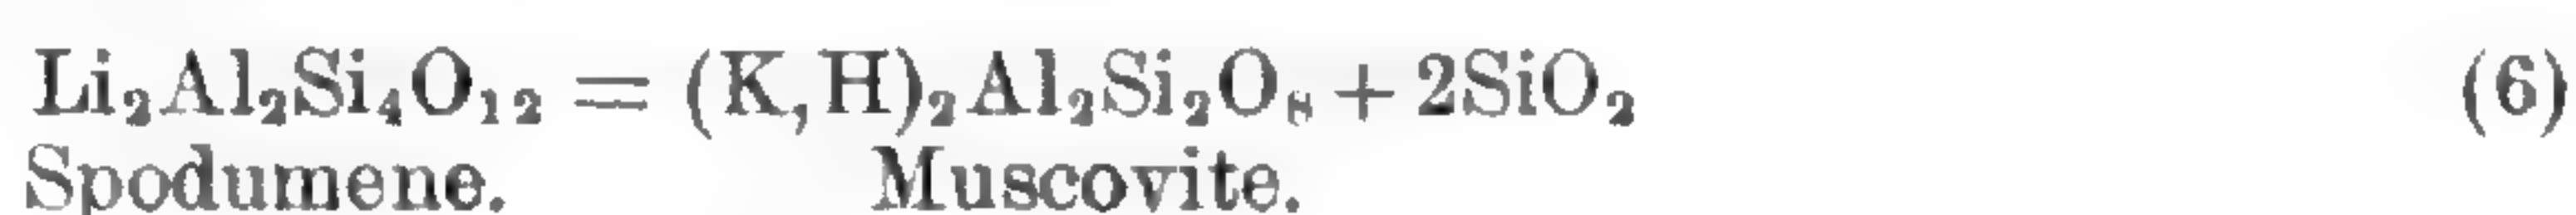 Li₂Al₂Si₄O₁₂ = (K,H)₂Al₂Si₂O₈ + 2SiO₂ (6)
Spodumene. Muscovite.